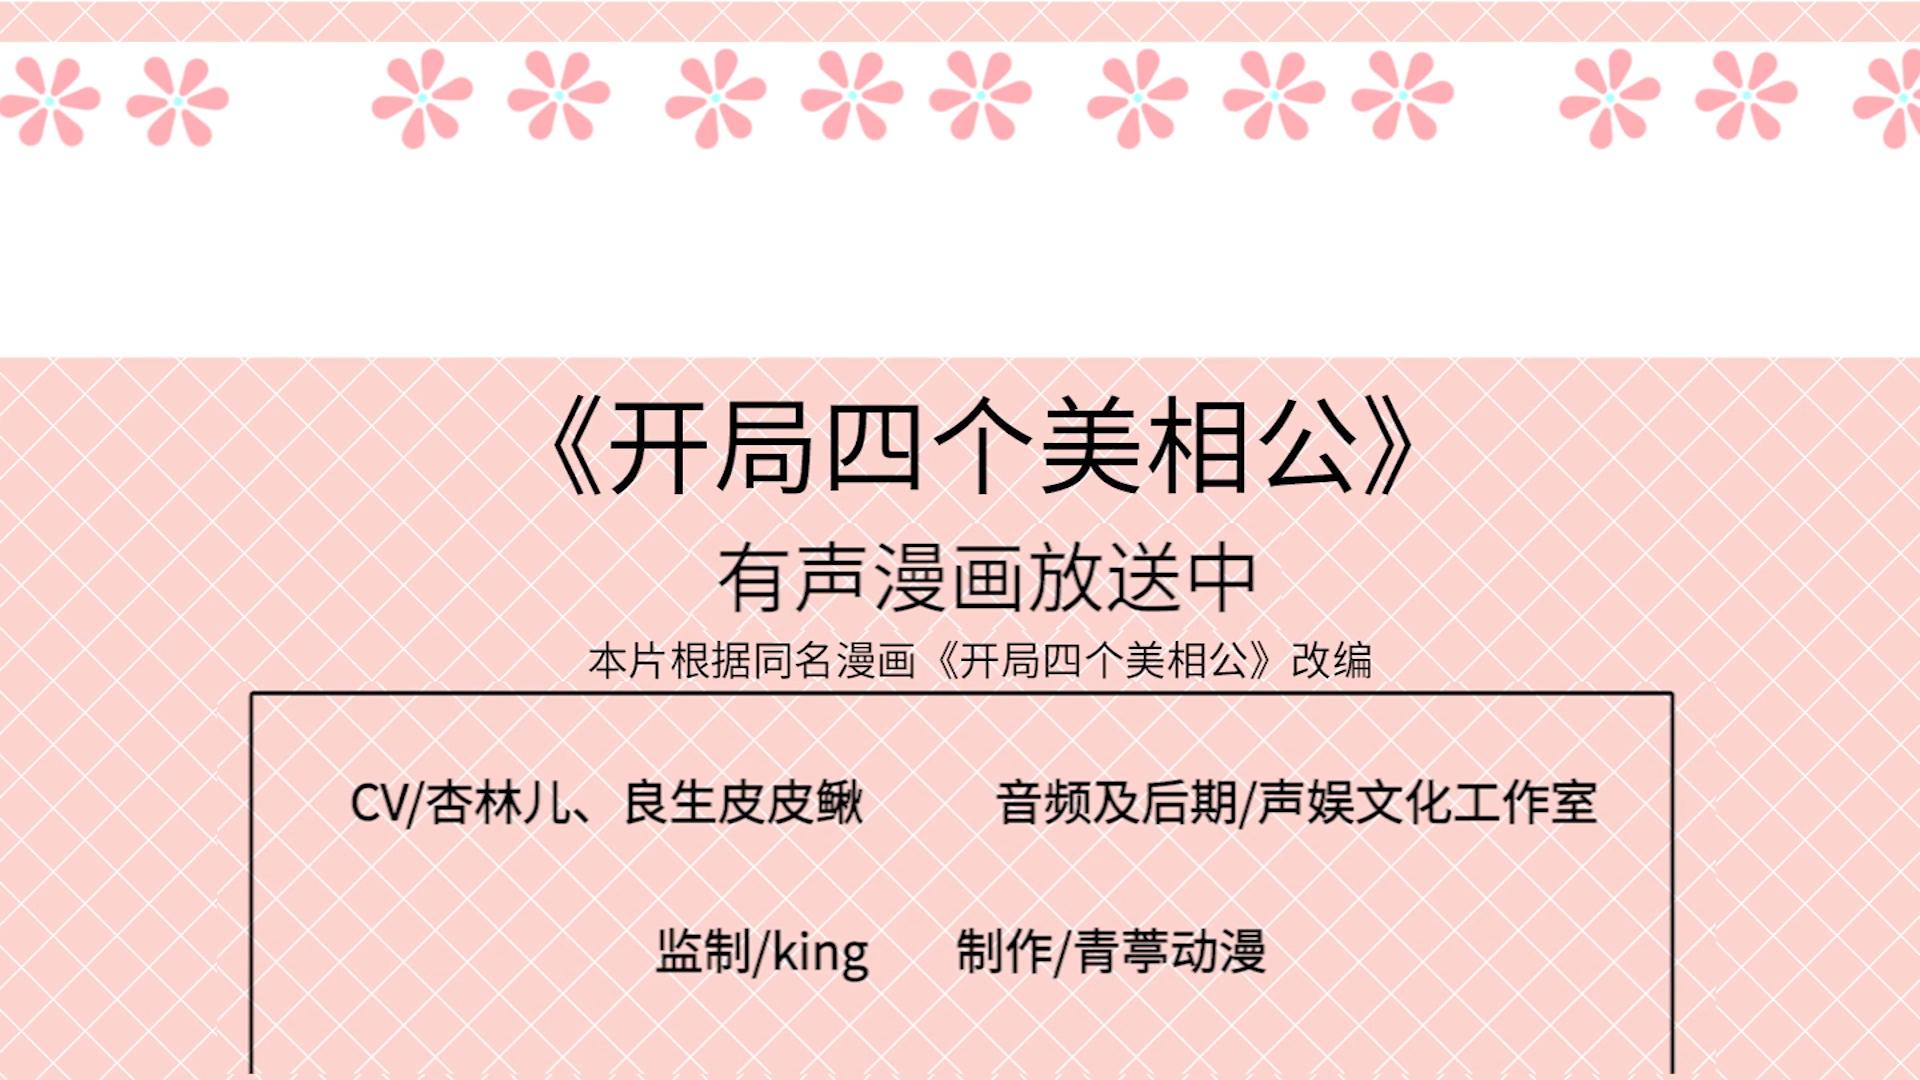 《开局四个美相公》
有声漫画放送中
本片根据同名漫画《开局四个美相公》改编
CV/杏林儿、良生皮皮鳅 音频及后期/声娱文化工作室
监制/king 制作/青葶动漫